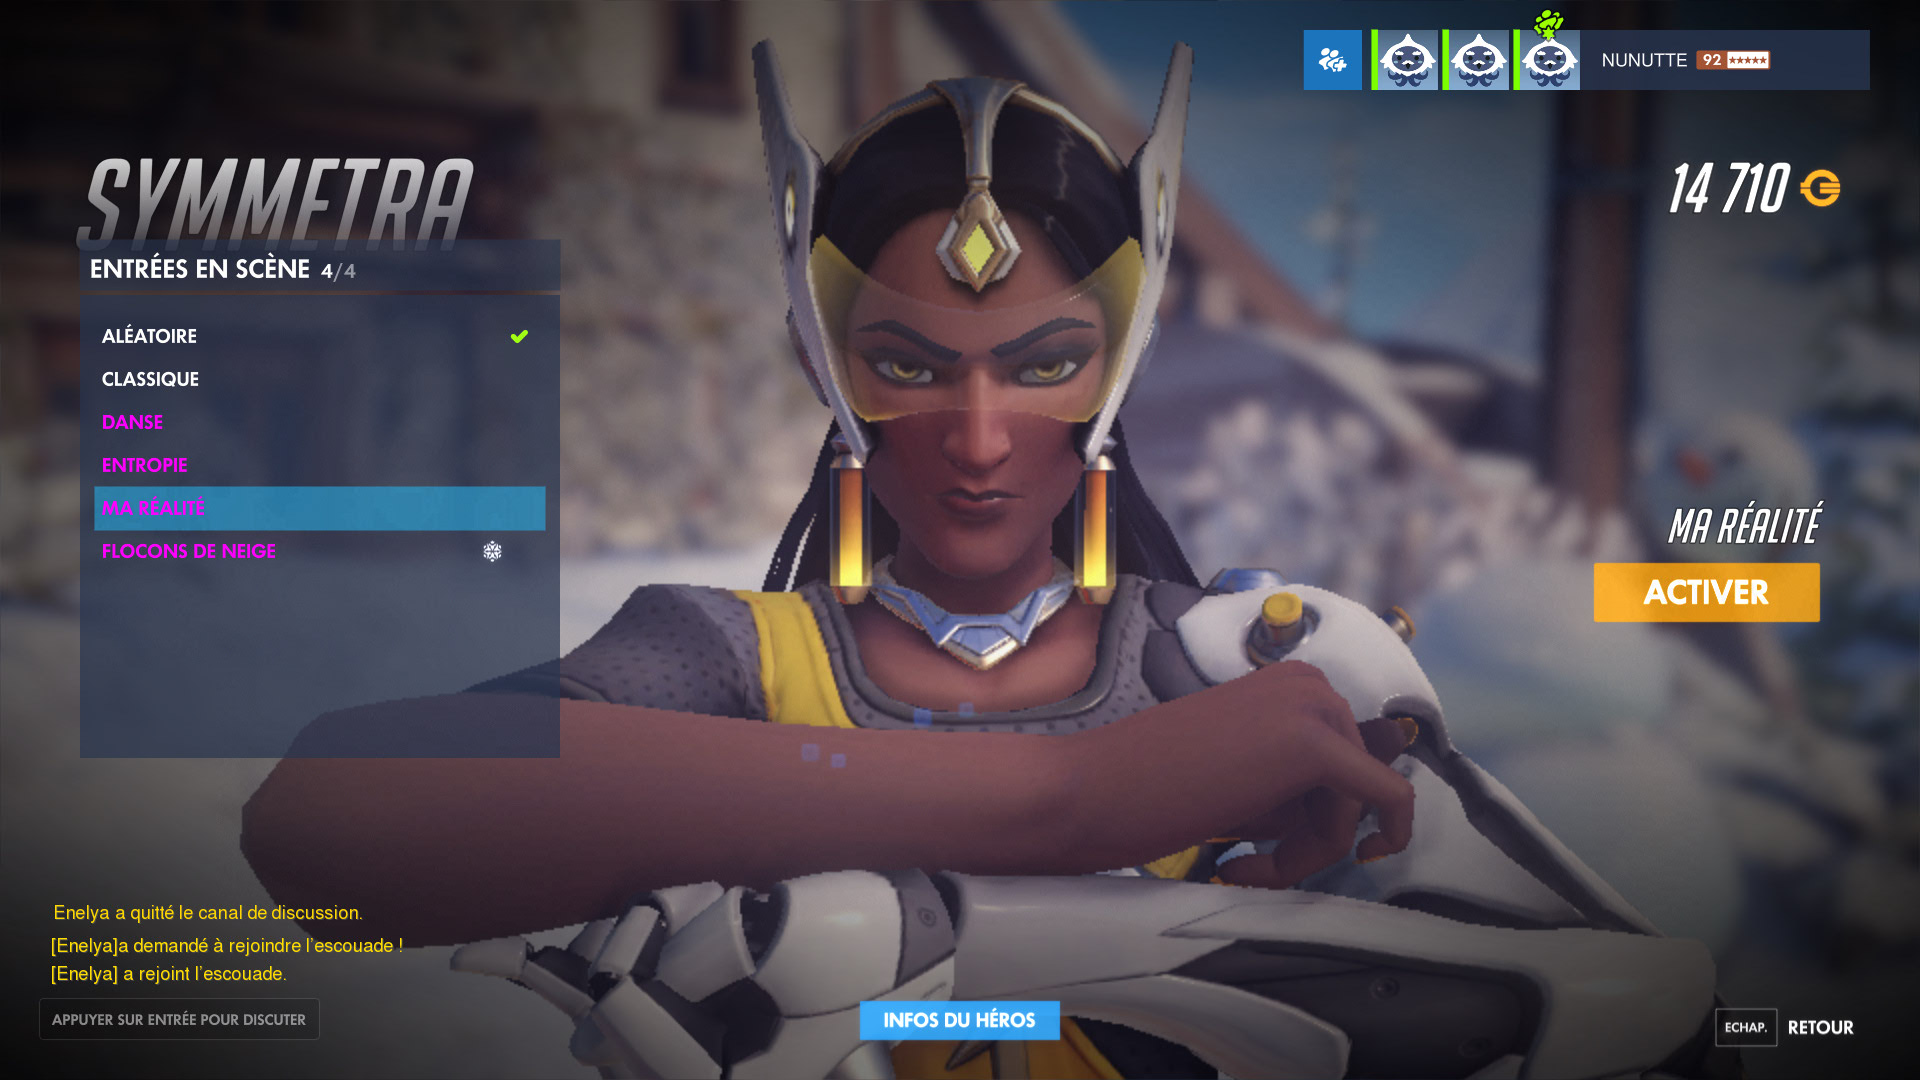 NUNUTTE 92
SYMMETRA
14 710
ENTRÉES EN SCÈNE 4/4
ALÉATOIRE
CLASSIQUE
DANSE
ENTROPIE
MA RÉALITÉ
FLOCONS DE NEIGE
MA RÉALITÉ
ACTIVER
Enelya a quitté le canal de discussion.
[Enelya]a demandé à rejoindre l'escouade !
[Enelya] a rejoint l'escouade.
APPUYER SUR ENTRÉE POUR DISCUTER
INFOS DU HÉROS
ECHAP. RETOUR